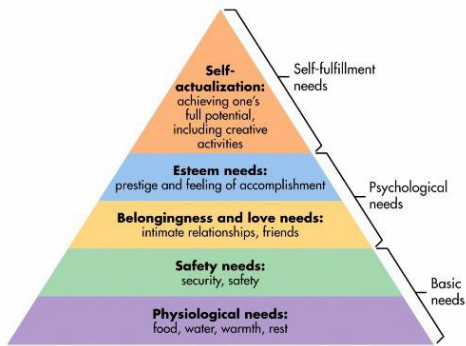 Self-
actualization:
achieving one's
full potential,
including creative
activities
Self-fulfillment
needs
Esteem needs:
prestige and feeling of accomplishment
Psychological
needs
Belongingness and love needs:
intimate relationships, friends
Safety needs:
security, safety
Basic
needs
Physiological needs:
food, water, warmth, rest